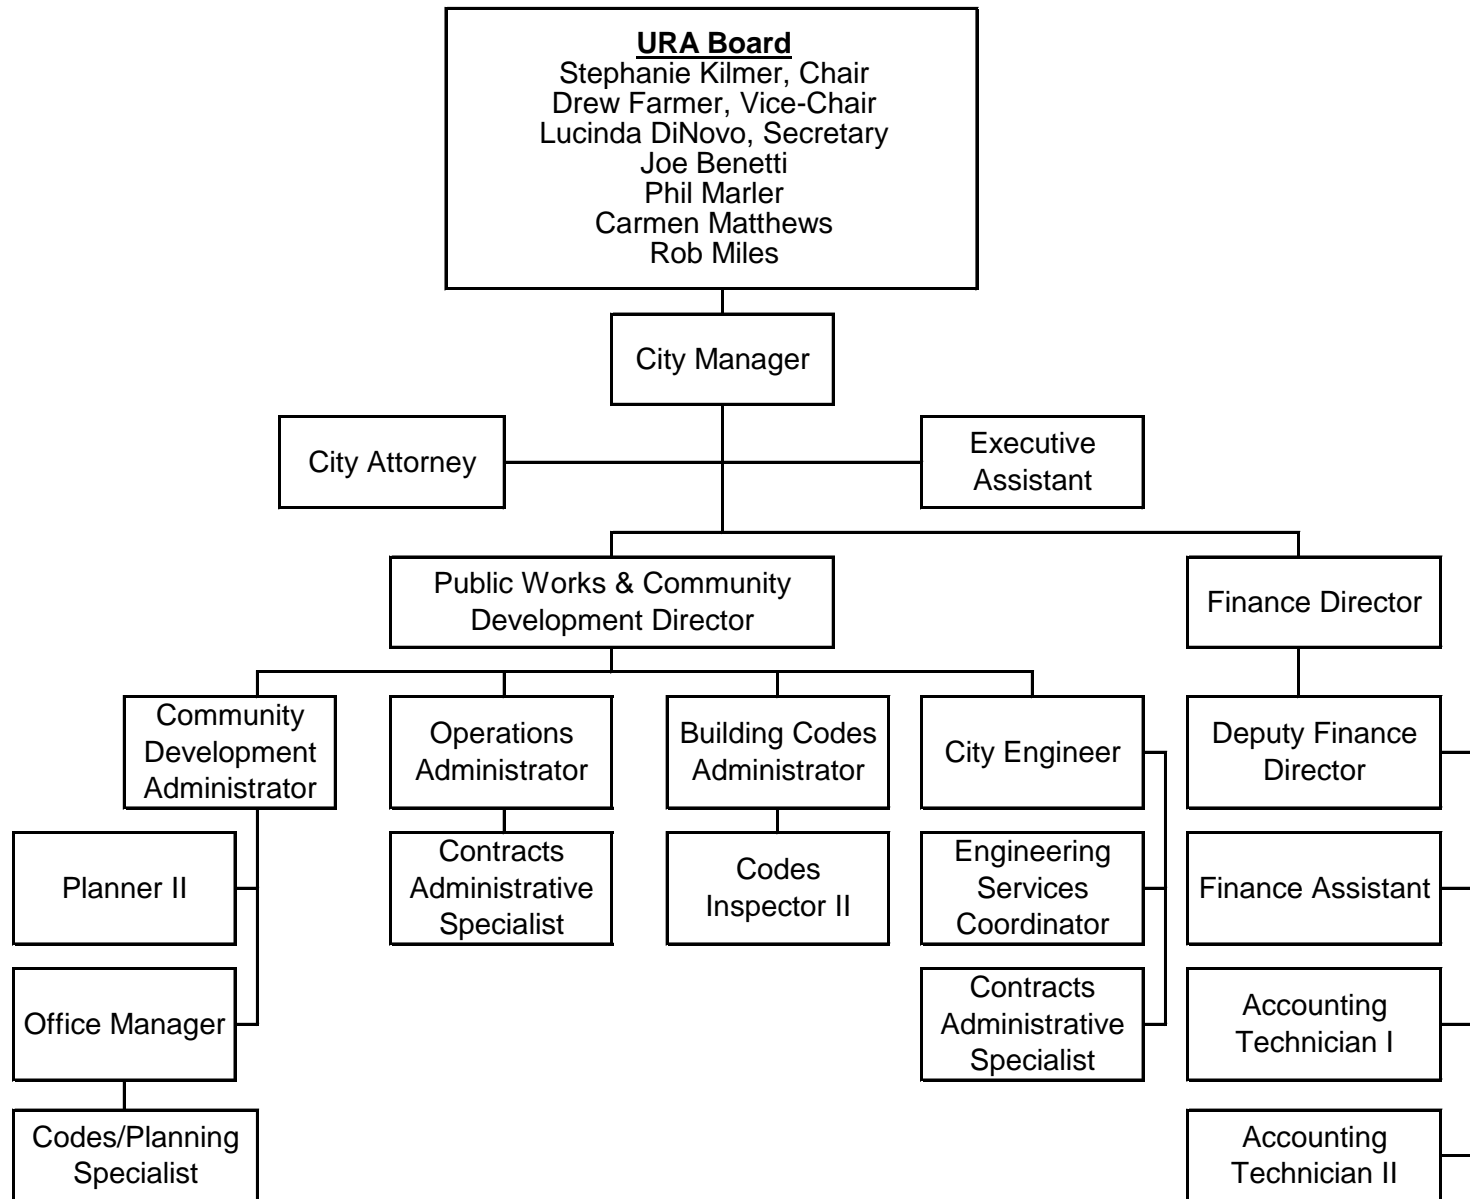 URA Board
Stephanie Kilmer, Chair
Drew Farmer, Vice-Chair
Lucinda DiNovo, Secretary
Joe Benetti
Phil Marler
Carmen Matthews
Rob Miles
City Manager
City Attorney
Executive
Assistant
Public Works & Community
Development Director
Finance Director
Community
Development
Administrator
Operations
Administrator
Building Codes
Administrator
City Engineer
Deputy Finance
Director
Planner II
Contracts
Administrative
Specialist
Codes
Inspector II
Engineering
Services
Coordinator
Finance Assistant
Office Manager
Contracts
Administrative
Specialist
Accounting
Technician I
Codes/Planning
Specialist
Accounting
Technician II